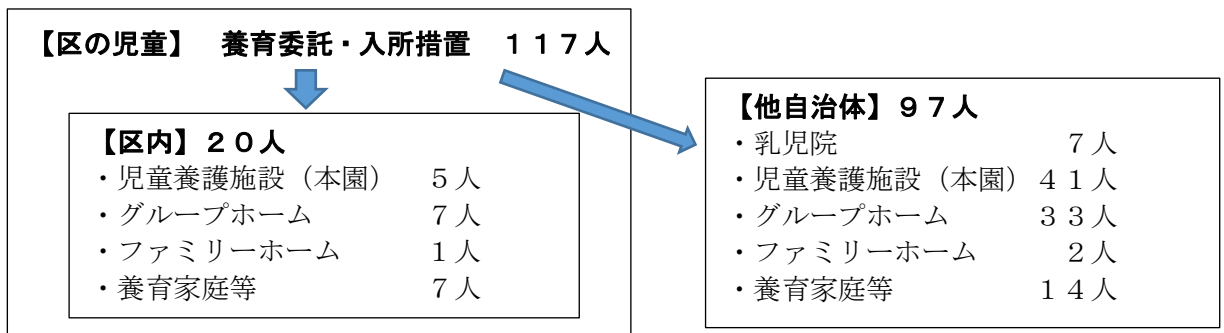 【区の児童】 養育委託・入所措置 117人
【区内】20人
・児童養護施設(本園) 5人
・グループホーム 7人
・ファミリーホーム 1人
・養育家庭等 7人
【他自治体】97人
・乳児院 7人
・児童養護施設(本園) 41人
・グループホーム 33人
・ファミリーホーム 2人
・養育家庭等 14人